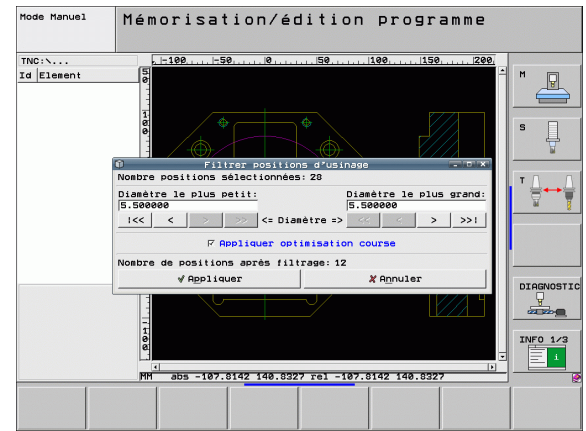 Mode Manuel
Mémorisation/édition programme
TNC:\...
-100 -50 0 50 100 150 200
Id Element
M
S
T
Filtrer positions d'usinage
Nombre positions sélectionnées: 28
Diamètre le plus petit: Diamètre le plus grand:
5.500000 5.500000
!<< < > >> <= Diamètre => << < > >>!
Appliquer optimisation course
Nombre de positions après filtrage: 12
Appliquer Annuler
DIAGNOSTIC
INFO 1/3
MM abs -107.8142 140.8327 rel -107.8142 140.8327